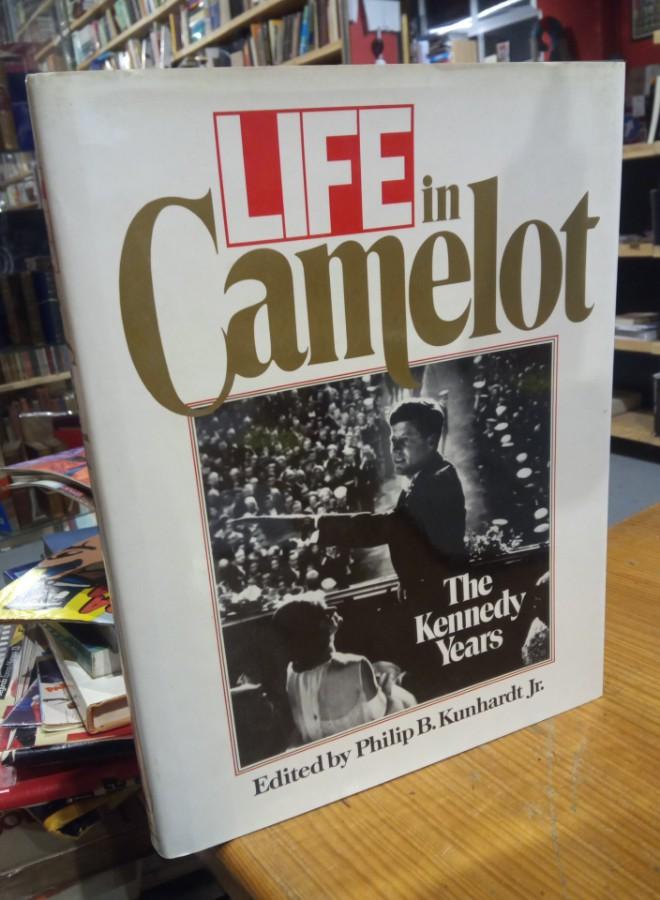 LIFE in
Camelot
The
Kennedy
Years
Edited by Philip B. Kunhardt Jr.